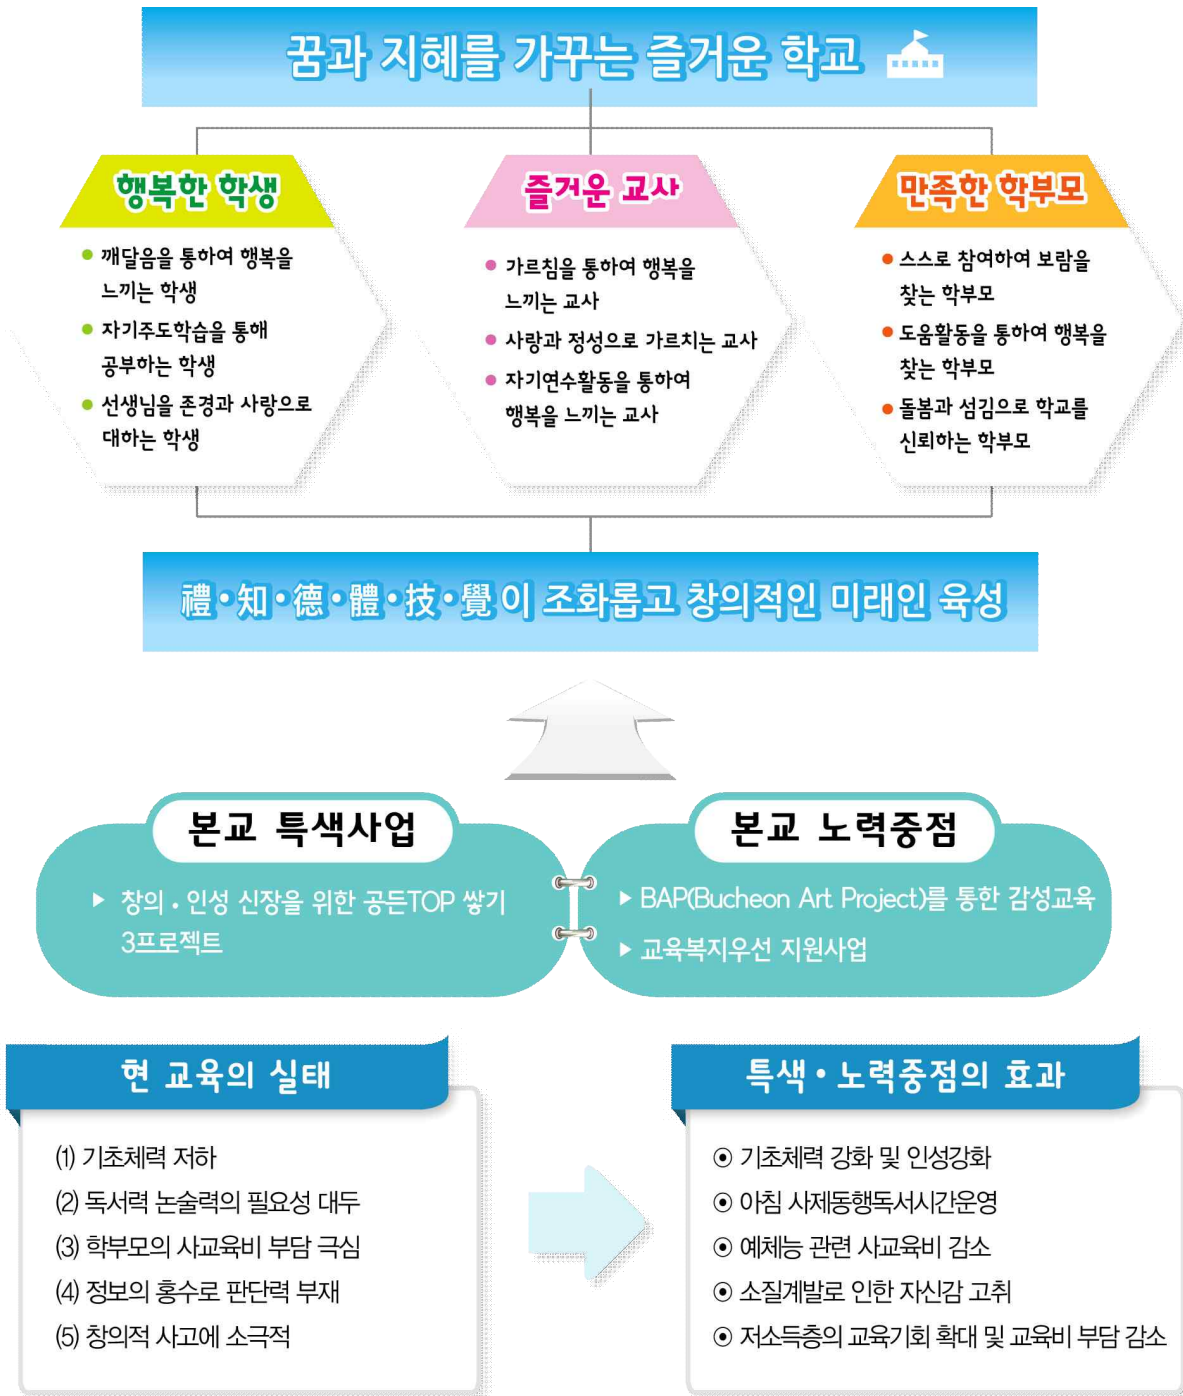 꿈과 지혜를 가꾸는 즐거운 학교
행복한 학생
● 깨달음을 통하여 행복을
느끼는 학생
● 자기주도학습을 통해
공부하는 학생
● 선생님을 존경과 사랑으로
대하는 학생
즐거운 교사
● 가르침을 통하여 행복을
느끼는 교사
● 사랑과 정성으로 가르치는 교사
● 자기연수활동을 통하여
행복을 느끼는 교사
만족한 학부모
● 스스로 참여하여 보람을
찾는 학부모
● 도움활동을 통하여 행복을
찾는 학부모
● 돌봄과 섬김으로 학교를
신뢰하는 학부모
禮·知·德·體·技·覺이 조화롭고 창의적인 미래인 육성
본교 특색사업
▶ 창의·인성 신장을 위한 공든TOP 쌓기
3프로젝트
본교 노력중점
▶ BAP(Bucheon Art Project)를 통한 감성교육
▶ 교육복지우선 지원사업
현 교육의 실태
(1) 기초체력 저하
(2) 독서력 논술력의 필요성 대두
(3) 학부모의 사교육비 부담 극심
(4) 정보의 홍수로 판단력 부재
(5) 창의적 사고에 소극적
특색·노력중점의 효과
⊙ 기초체력 강화 및 인성강화
⊙ 아침 사제동행독서시간운영
⊙ 예체능 관련 사교육비 감소
⊙ 소질계발로 인한 자신감 고취
⊙ 저소득층의 교육기회 확대 및 교육비 부담 감소